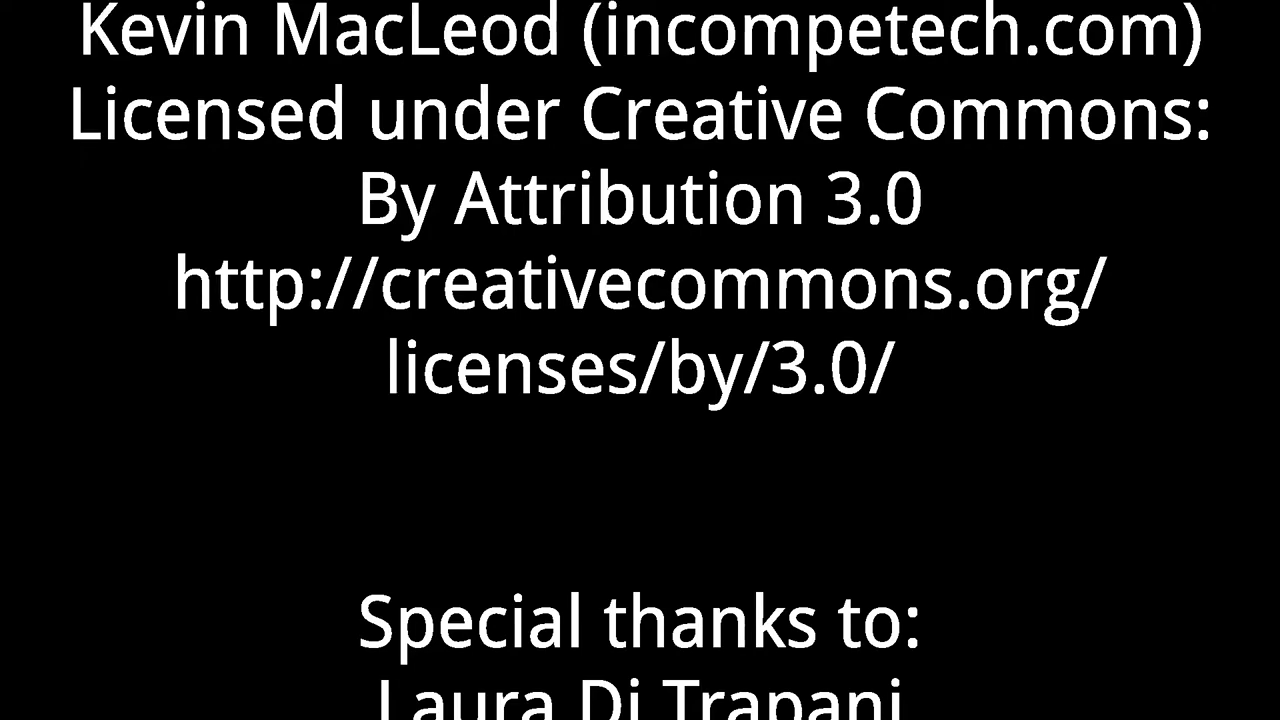 Kevin MacLeod (incompetech.com)
Licensed under Creative Commons:
By Attribution 3.0
http://creativecommons.org/
licenses/by/3.0/
Special thanks to:
Laura Di Trapani